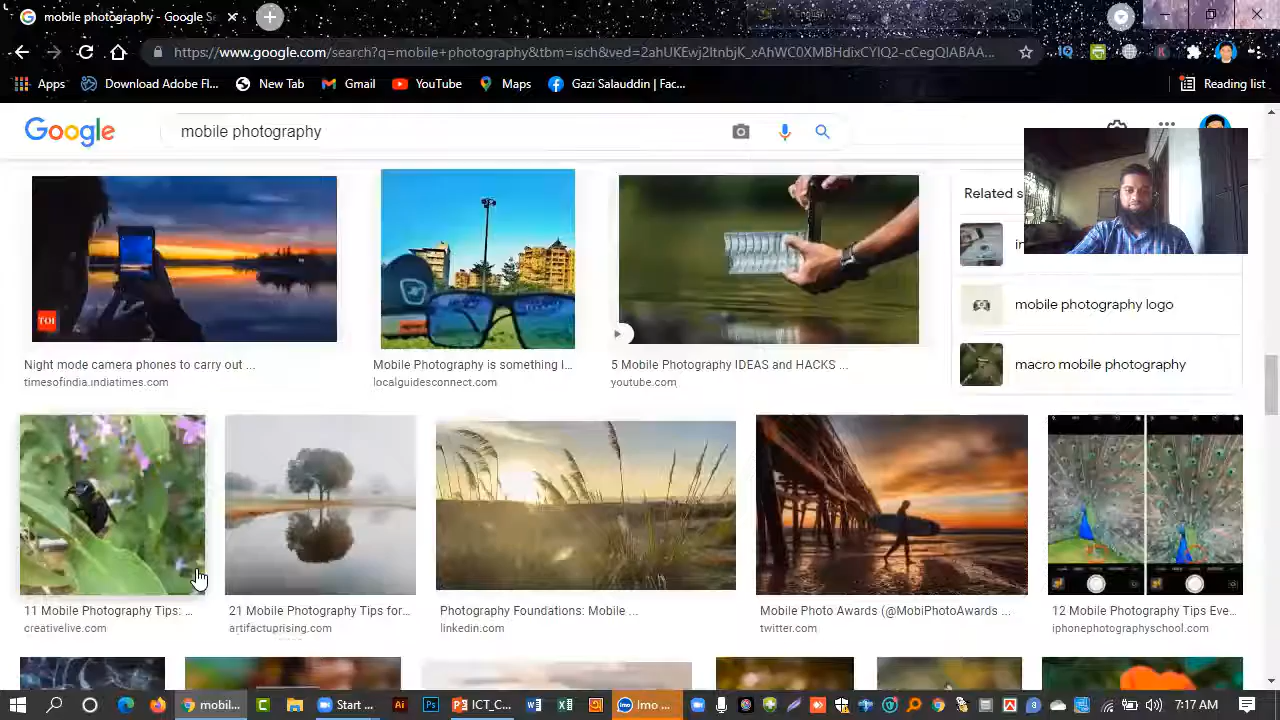 mobile photography - Google S
https://www.google.com/search?q=mobile+photography&tbm=isch&ved=
Apps
Download Adobe Fl...
New Tab
Gmail
YouTube
Maps
Gazi Salauddin | Fac...
Reading list
Google
mobile photography
Related s
TOI
mobile photography logo
macro mobile photography
Night mode camera phones to carry out ...
timesofindia.indiatimes.com
Mobile Photography is something I...
localguidesconnect.com
5 Mobile Photography IDEAS and HACKS ...
youtube.com
11 Mobile Photography Tips: ...
creativelive.com
21 Mobile Photography Tips for...
artifactuprising.com
Photography Foundations: Mobile ...
linkedin.com
Mobile Photo Awards (@MobiPhotoAwards ...
twitter.com
12 Mobile Photography Tips Eve...
iphonephotographyschool.com
mobil...
Start ...
ICT_C...
Imo ...
7:17 AM